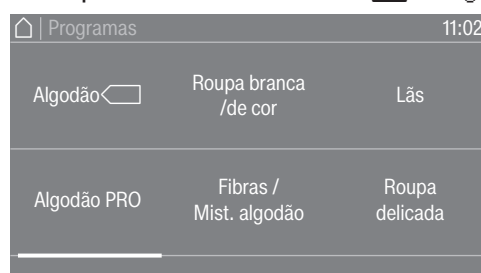 Programas 11:02
Algodão
Roupa branca
/de cor
Lãs
Algodão PRO
Fibras /
Mist. algodão
Roupa
delicada